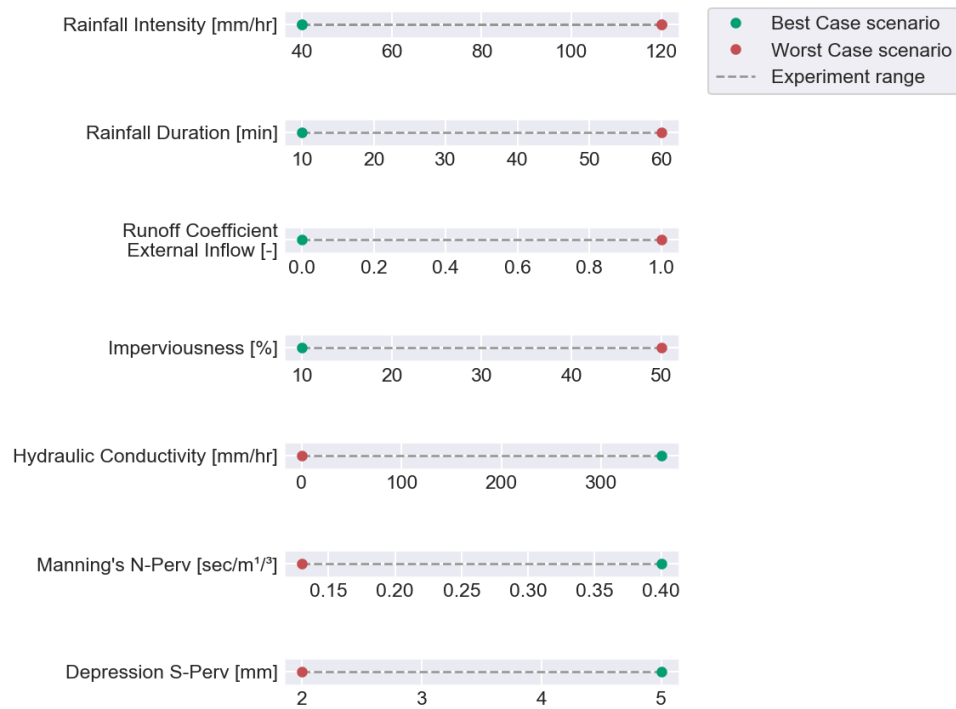 Rainfall Intensity [mm/hr]
40 60 80 100 120
Best Case scenario
Worst Case scenario
Experiment range
Rainfall Duration [min]
10 20 30 40 50 60
Runoff Coefficient
External Inflow [-]
0.0 0.2 0.4 0.6 0.8 1.0
Imperviousness [%]
10 20 30 40 50
Hydraulic Conductivity [mm/hr]
0 100 200 300
Manning's N-Perv [sec/m¹/³]
0.15 0.20 0.25 0.30 0.35 0.40
Depression S-Perv [mm]
2 3 4 5